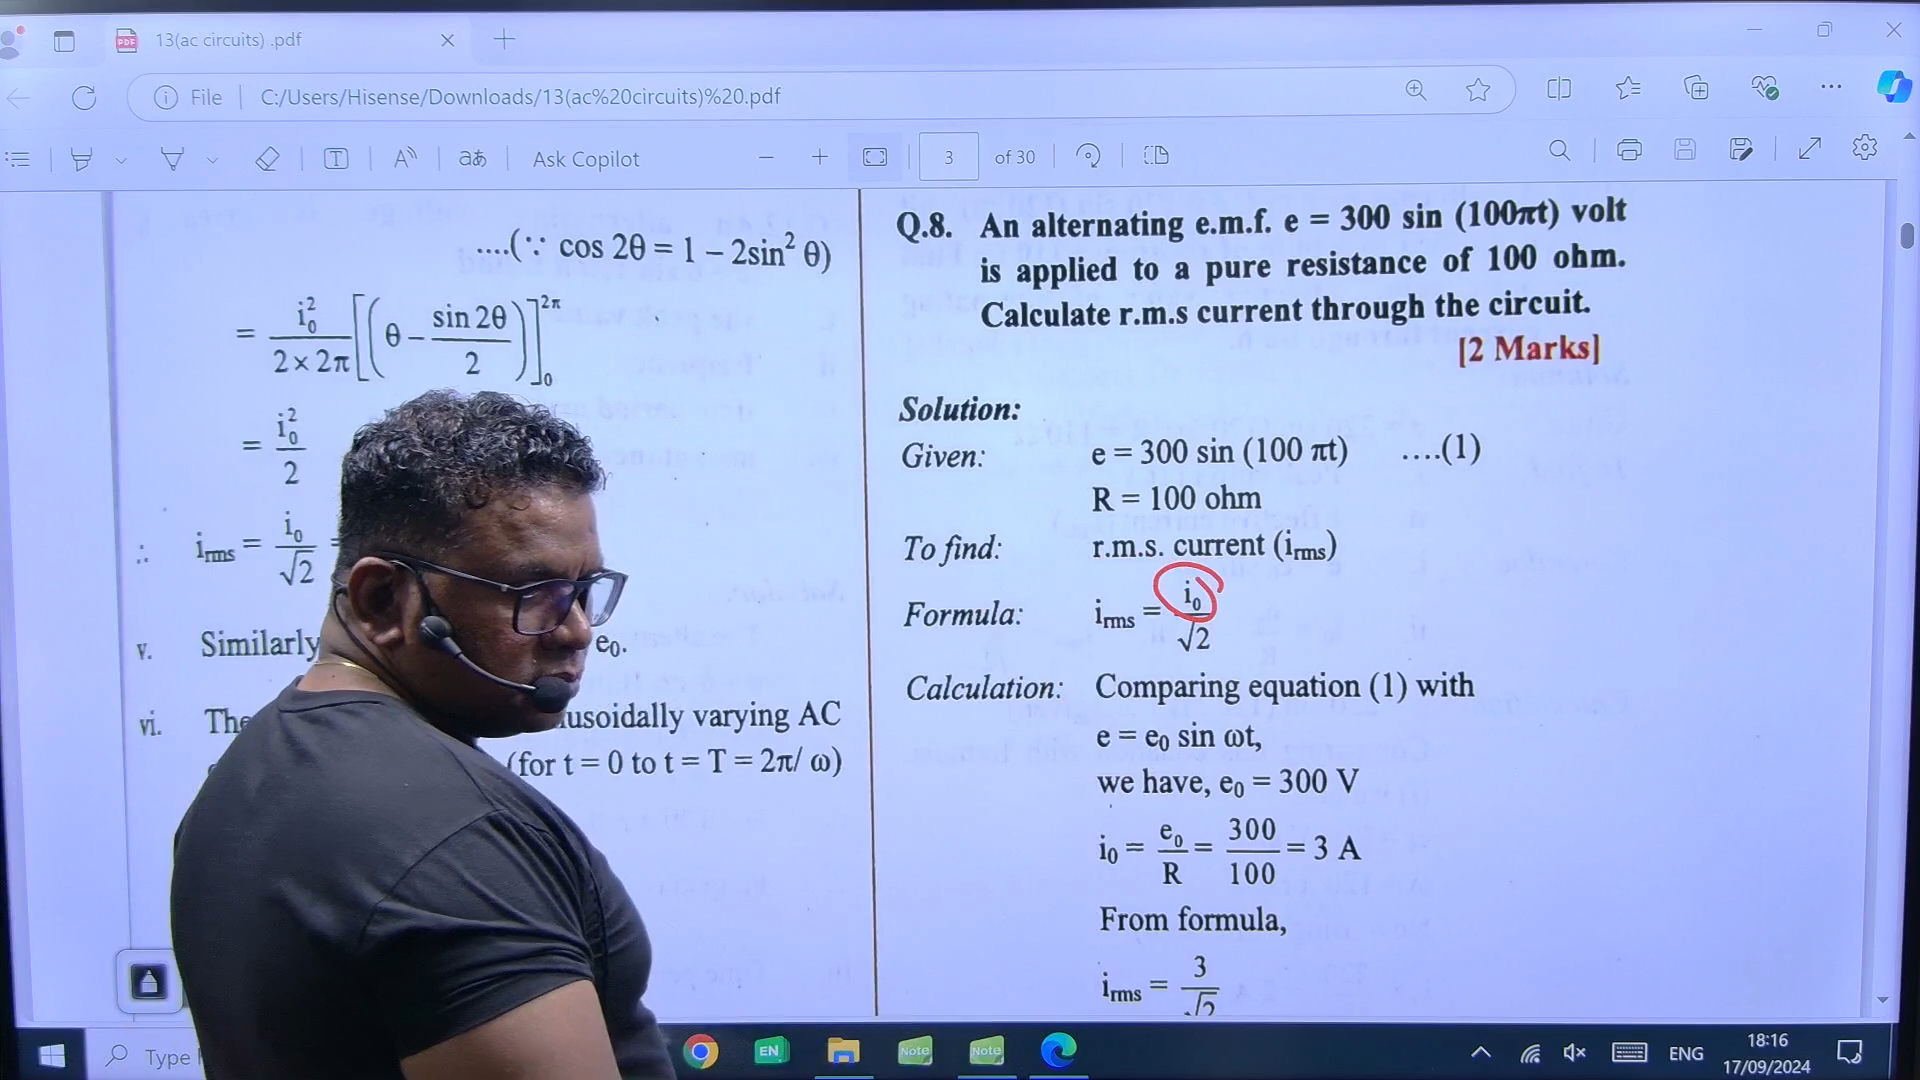 13(ac circuits) .pdf
File
C:/Users/Hisense/Downloads/13(ac%20circuits)%20.pdf
Ask Copilot
3 of 30
....(∵ cos 2θ = 1 – 2sin² θ)
= i₀² / (2 × 2π) [(θ – sin 2θ / 2)]₀^2π
= i₀² / 2
∴ i_rms = i₀ / √2 =
v. Similarly e₀.
vi. The usoidally varying AC
(for t = 0 to t = T = 2π/ ω)
Q.8. An alternating e.m.f. e = 300 sin (100πt) volt
is applied to a pure resistance of 100 ohm.
Calculate r.m.s current through the circuit.
[2 Marks]
Solution:
Given: e = 300 sin (100 πt) ....(1)
R = 100 ohm
To find: r.m.s. current (i_rms)
Formula: i_rms = i₀ / √2
Calculation: Comparing equation (1) with
e = e₀ sin ωt,
we have, e₀ = 300 V
i₀ = e₀ / R = 300 / 100 = 3 A
From formula,
i_rms = 3 / √2
Type
EN
Note
Note
ENG
18:16
17/09/2024